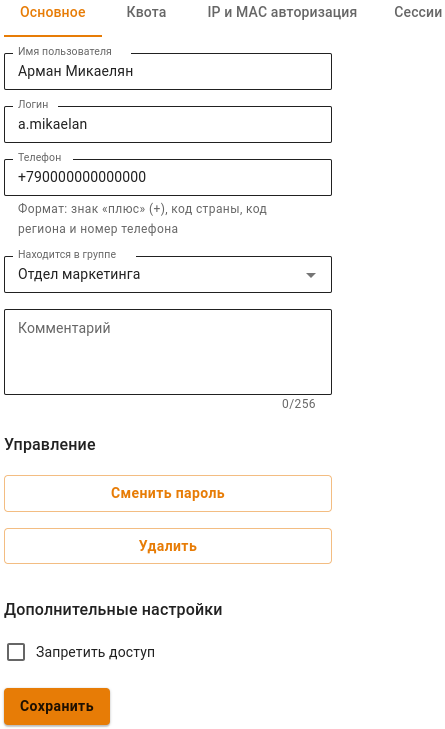 Основное Квота IP и MAC авторизация Сессии
Имя пользователя
Арман Микаелян
Логин
a.mikaelan
Телефон
+790000000000000
Формат: знак «плюс» (+), код страны, код
региона и номер телефона
Находится в группе
Отдел маркетинга
Комментарий
0/256
Управление
Сменить пароль
Удалить
Дополнительные настройки
Запретить доступ
Сохранить